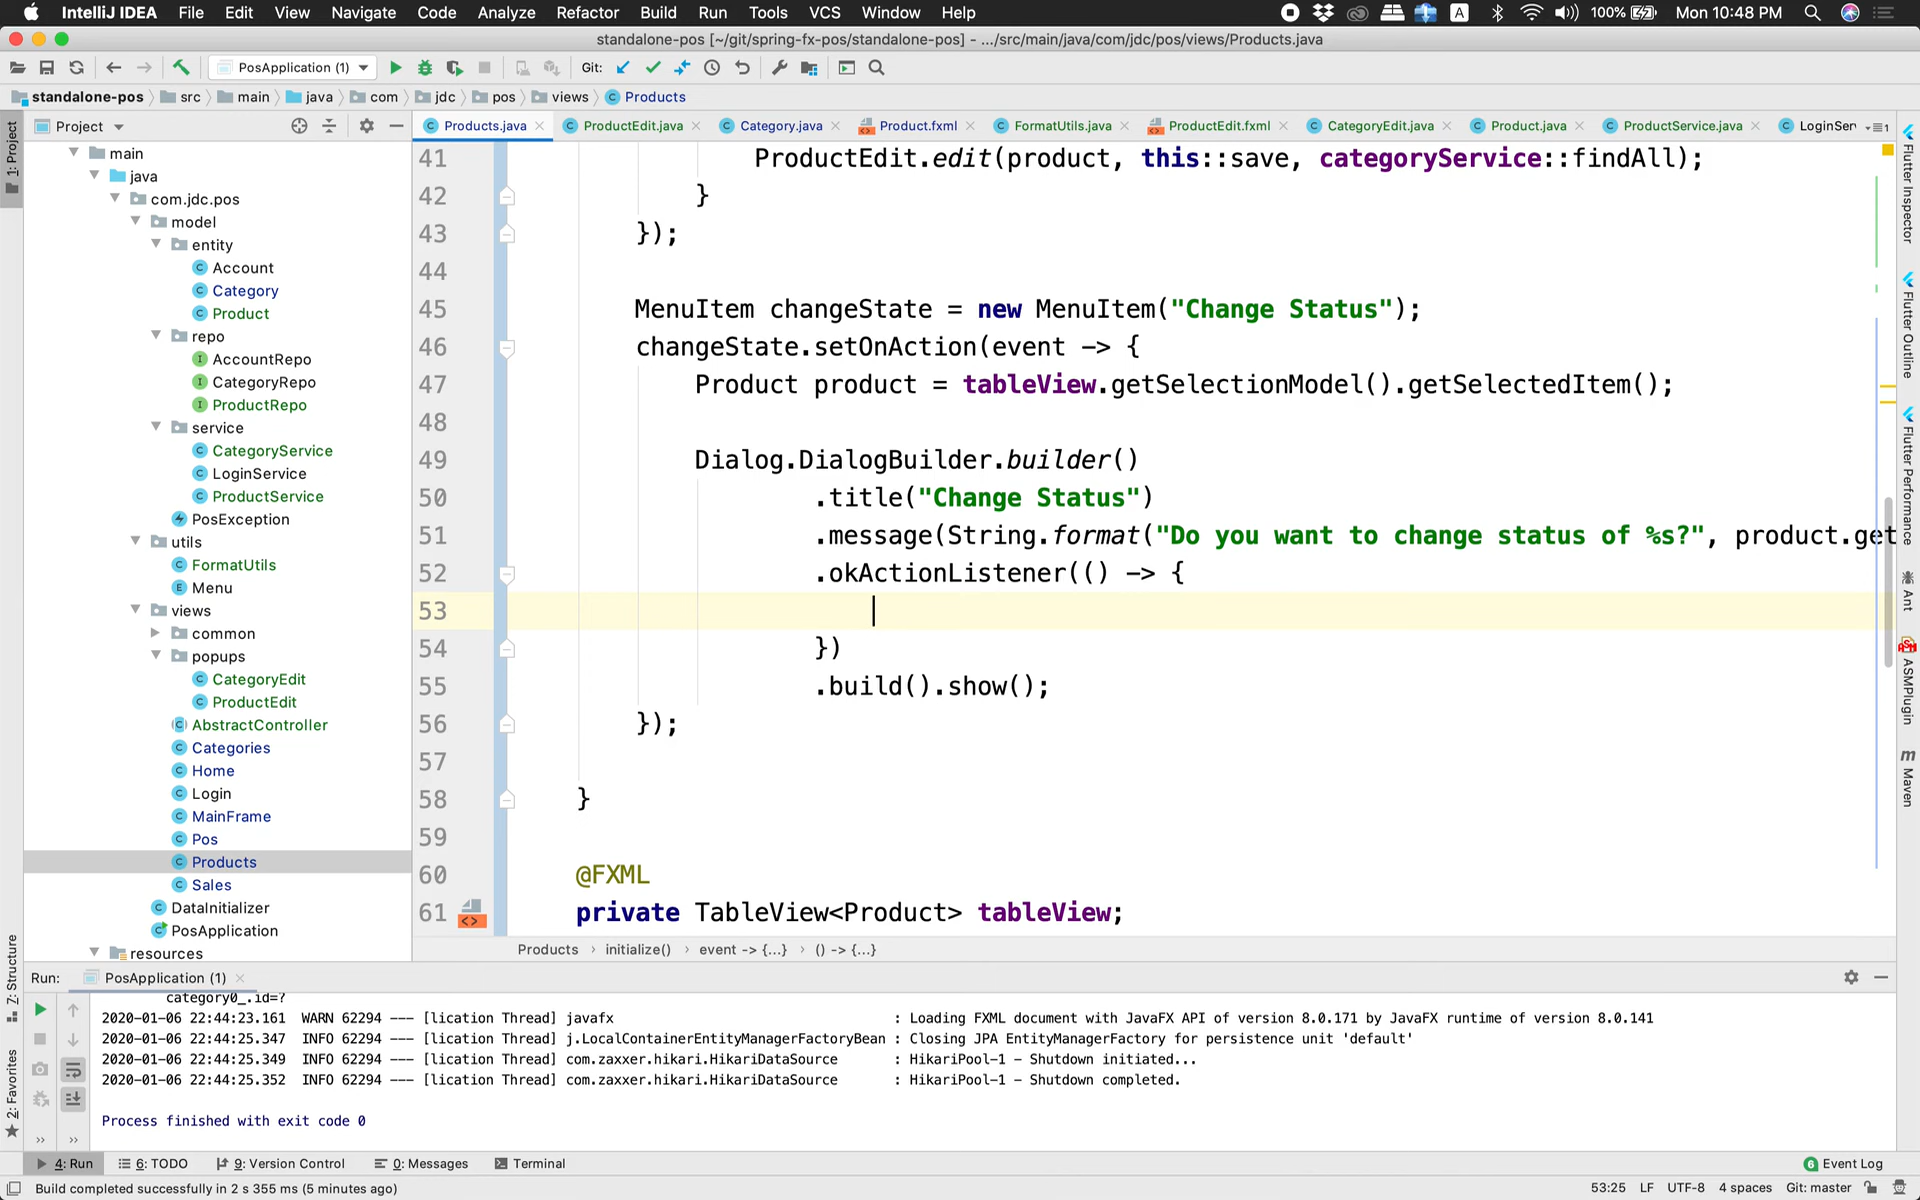 IntelliJ IDEA File Edit View Navigate Code Analyze Refactor Build Run Tools VCS Window Help A 100% Mon 10:48 PM
standalone-pos [~/git/spring-fx-pos/standalone-pos] - .../src/main/java/com/jdc/pos/views/Products.java
PosApplication (1) Git:
standalone-pos src main java com jdc pos views Products
Project Products.java ProductEdit.java Category.java Product.fxml FormatUtils.java ProductEdit.fxml CategoryEdit.java Product.java ProductService.java LoginSer
main
java
com.jdc.pos
model
entity
Account
Category
Product
repo
AccountRepo
CategoryRepo
ProductRepo
service
CategoryService
LoginService
ProductService
PosException
utils
FormatUtils
Menu
views
common
popups
CategoryEdit
ProductEdit
AbstractController
Categories
Home
Login
MainFrame
Pos
Products
Sales
DataInitializer
PosApplication
resources
41 ProductEdit.edit(product, this::save, categoryService::findAll);
42 }
43 });
44
45 MenuItem changeState = new MenuItem("Change Status");
46 changeState.setOnAction(event -> {
47 Product product = tableView.getSelectionModel().getSelectedItem();
48
49 Dialog.DialogBuilder.builder()
50 .title("Change Status")
51 .message(String.format("Do you want to change status of %s?", product.get
52 .okActionListener(() -> {
53
54 })
55 .build().show();
56 });
57
58 }
59
60 @FXML
61 private TableView<Product> tableView;
Products initialize() event -> {...} () -> {...}
1: Project
Z: Structure
2: Favorites
Flutter Inspector
Flutter Outline
Flutter Performance
Ant
ASMPlugin
Maven
Run: PosApplication (1)
category0_.id=?
2020-01-06 22:44:23.161 WARN 62294 --- [lication Thread] javafx : Loading FXML document with JavaFX API of version 8.0.171 by JavaFX runtime of version 8.0.141
2020-01-06 22:44:25.347 INFO 62294 --- [lication Thread] j.LocalContainerEntityManagerFactoryBean : Closing JPA EntityManagerFactory for persistence unit 'default'
2020-01-06 22:44:25.349 INFO 62294 --- [lication Thread] com.zaxxer.hikari.HikariDataSource : HikariPool-1 - Shutdown initiated...
2020-01-06 22:44:25.352 INFO 62294 --- [lication Thread] com.zaxxer.hikari.HikariDataSource : HikariPool-1 - Shutdown completed.
Process finished with exit code 0
4: Run 6: TODO 9: Version Control 0: Messages Terminal 6 Event Log
Build completed successfully in 2 s 355 ms (5 minutes ago) 53:25 LF UTF-8 4 spaces Git: master